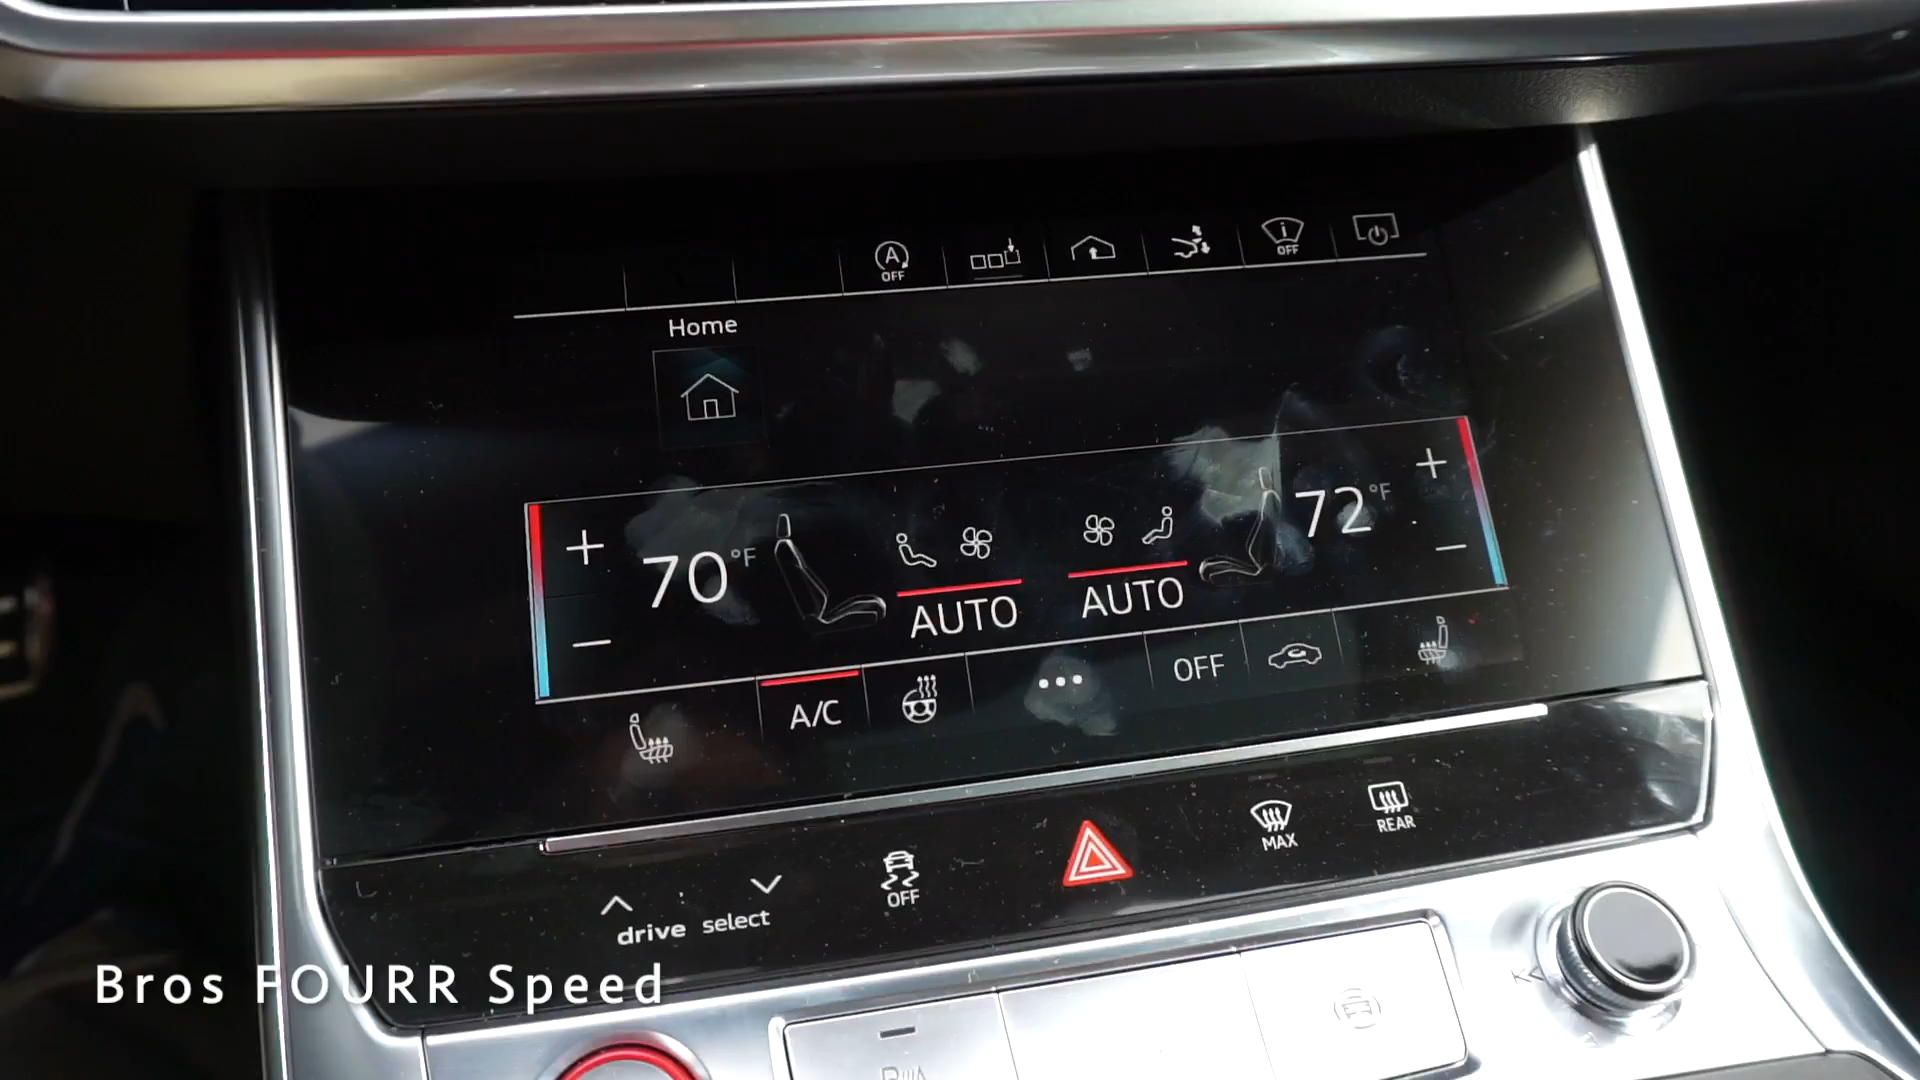 A
OFF
i
OFF
Home
70°F
72°F
AUTO
AUTO
A/C
OFF
MAX
REAR
OFF
drive select
Bros FOURR Speed